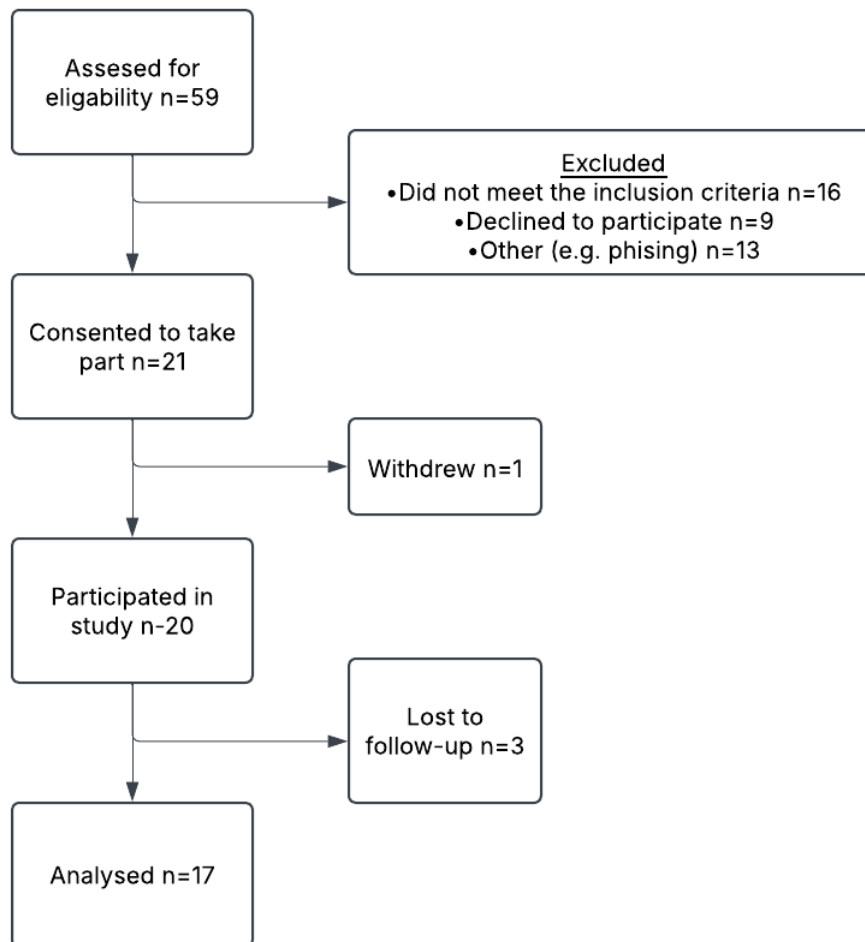 Assesed for
eligability n=59
Excluded
•Did not meet the inclusion criteria n=16
•Declined to participate n=9
•Other (e.g. phising) n=13
Consented to take
part n=21
Withdrew n=1
Participated in
study n-20
Lost to
follow-up n=3
Analysed n=17